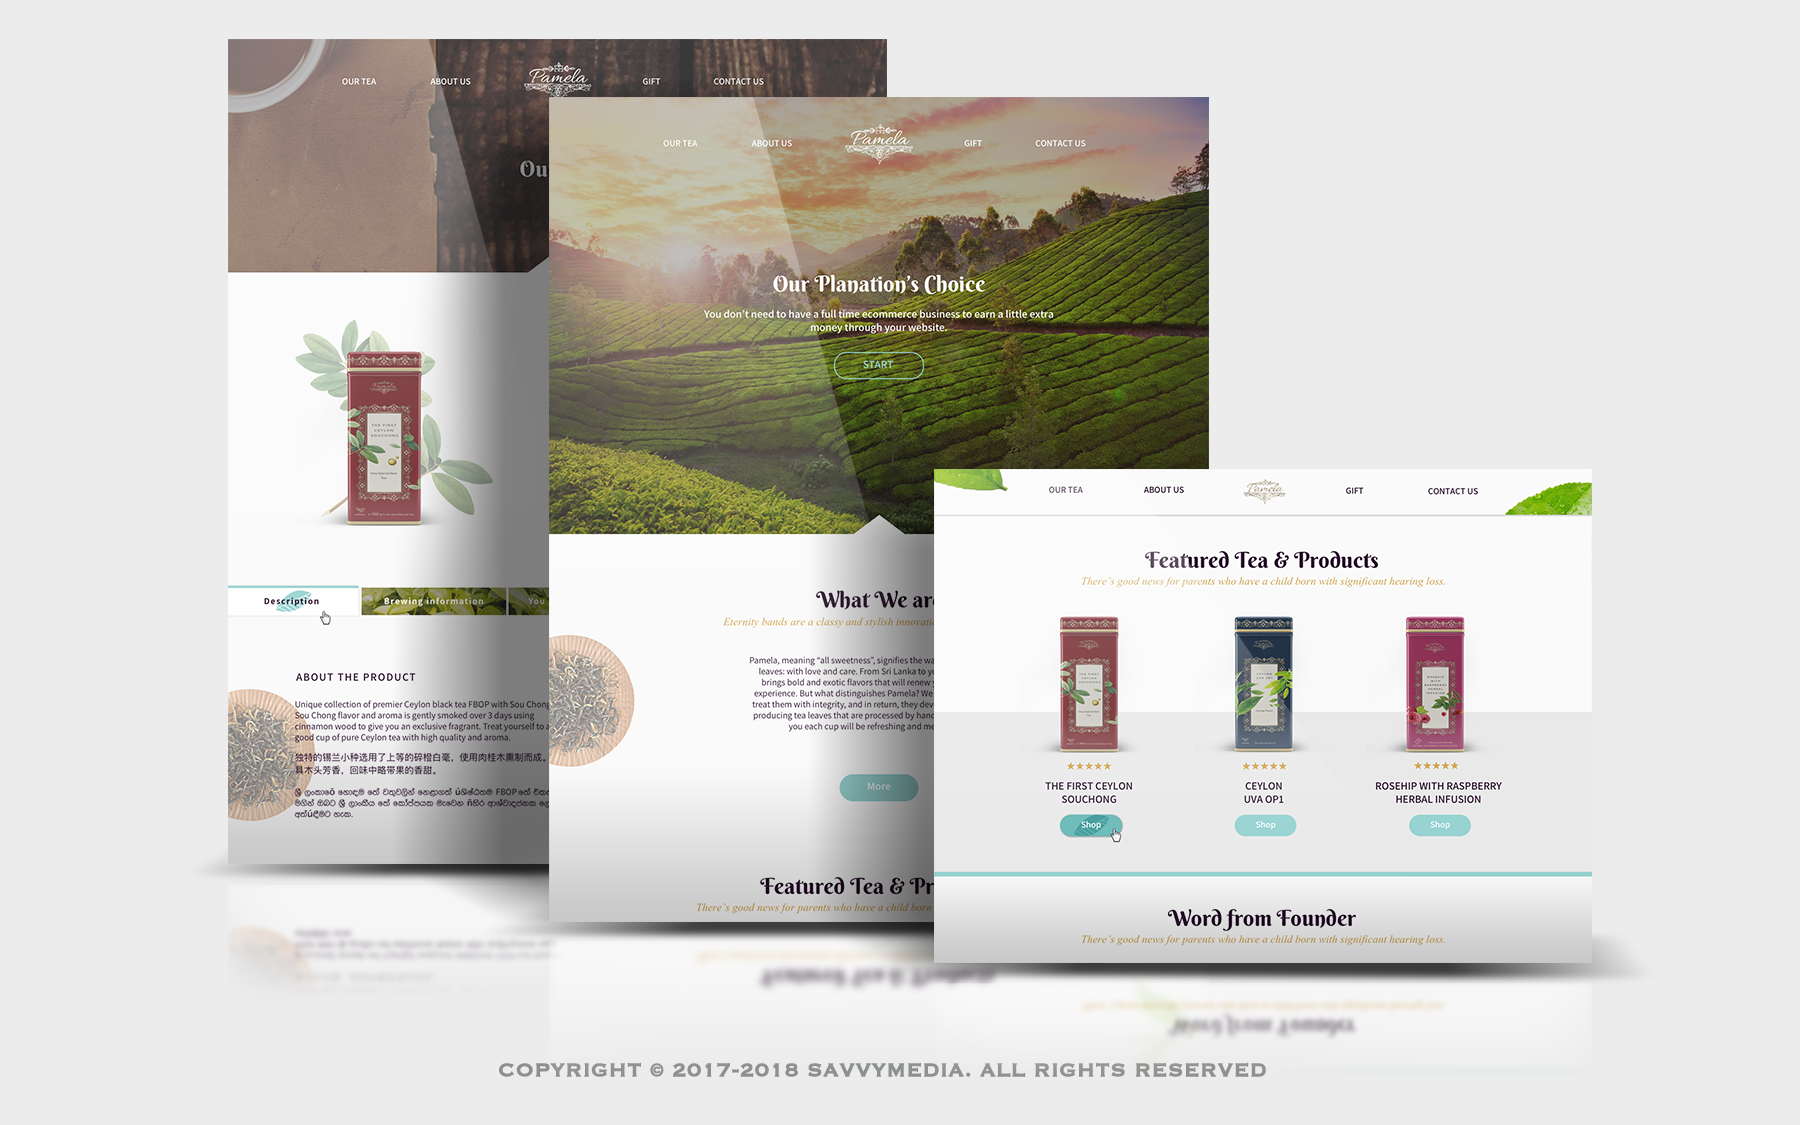 OUR TEA ABOUT US Pamela GIFT CONTACT US
Ou
THE FIRST
CEYLON
SOUCHONG
Description Brewing information You
ABOUT THE PRODUCT
Unique collection of premier Ceylon black tea FBOP with Sou Chong
Sou Chong flavor and aroma is gently smoked over 3 days using
cinnamon wood to give you an exclusive fragrant. Treat yourself to a
good cup of pure Ceylon tea with high quality and aroma.
独特的锡兰小种选用了上等的碎橙白毫，使用肉桂木熏制而成。
具木头芳香，回味中略带果的香甜。
OUR TEA ABOUT US Pamela GIFT CONTACT US
Our Planation's Choice
You don't need to have a full time ecommerce business to earn a little extra
money through your website.
START
What We are
Eternity bands are a classy and stylish innovatio
Pamela, meaning “all sweetness”, signifies the wa
leaves: with love and care. From Sri Lanka to yo
brings bold and exotic flavors that will renew y
experience. But what distinguishes Pamela? We
treat them with integrity, and in return, they deve
producing tea leaves that are processed by hand
you each cup will be refreshing and me
More
Featured Tea & Pr
There's good news for parents who have a child born
OUR TEA ABOUT US Pamela GIFT CONTACT US
Featured Tea & Products
There's good news for parents who have a child born with significant hearing loss.
THE FIRST CEYLON
SOUCHONG
Shop
CEYLON
UVA OP1
Shop
ROSEHIP WITH RASPBERRY
HERBAL INFUSION
Shop
Word from Founder
There's good news for parents who have a child born with significant hearing loss.
COPYRIGHT © 2017-2018 SAVVYMEDIA. ALL RIGHTS RESERVED